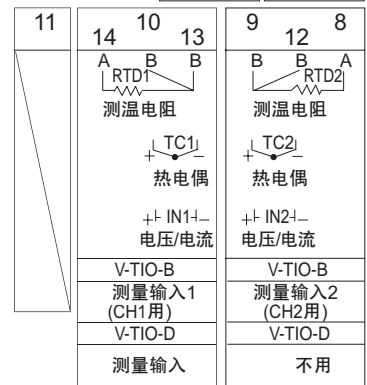 11
14 10 13
A B B
RTD1
测温电阻
+ TC1 −
热电偶
+ IN1 −
电压/电流
V-TIO-B
测量输入1
(CH1用)
V-TIO-D
测量输入
9 12 8
B B A
RTD2
测温电阻
+ TC2 −
热电偶
+ IN2 −
电压/电流
V-TIO-B
测量输入2
(CH2用)
V-TIO-D
不用